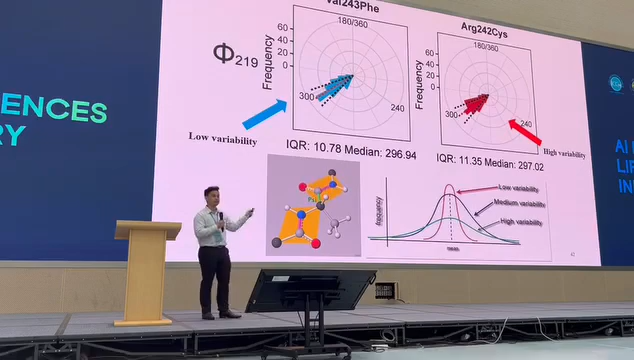 ENCES
RY
Val243Phe
180/360
Φ219
Frequency
60
40
20
0
300
240
Low variability
IQR: 10.78 Median: 296.94
Arg242Cys
180/360
Frequency
60
40
20
0
300
240
High variability
IQR: 11.35 Median: 297.02
frequency
mean
Low variability
Medium variability
High variability
AI
LI
IN